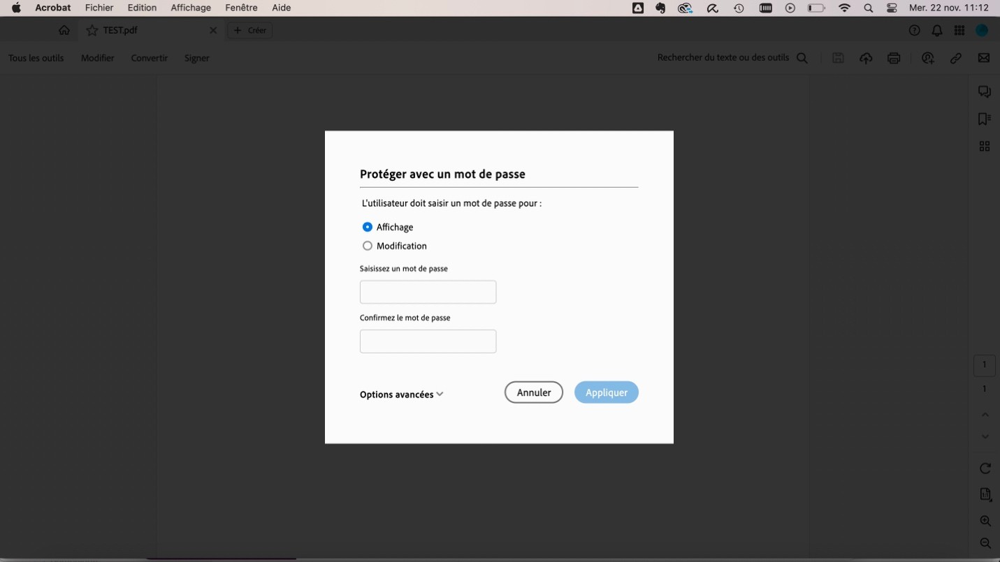 Acrobat Fichier Edition Affichage Fenêtre Aide Mer. 22 nov. 11:12
TEST.pdf Créer
Tous les outils Modifier Convertir Signer Rechercher du texte ou des outils
Protéger avec un mot de passe
L'utilisateur doit saisir un mot de passe pour :
Affichage
Modification
Saisissez un mot de passe
Confirmez le mot de passe
Options avancées Annuler Appliquer
1
1